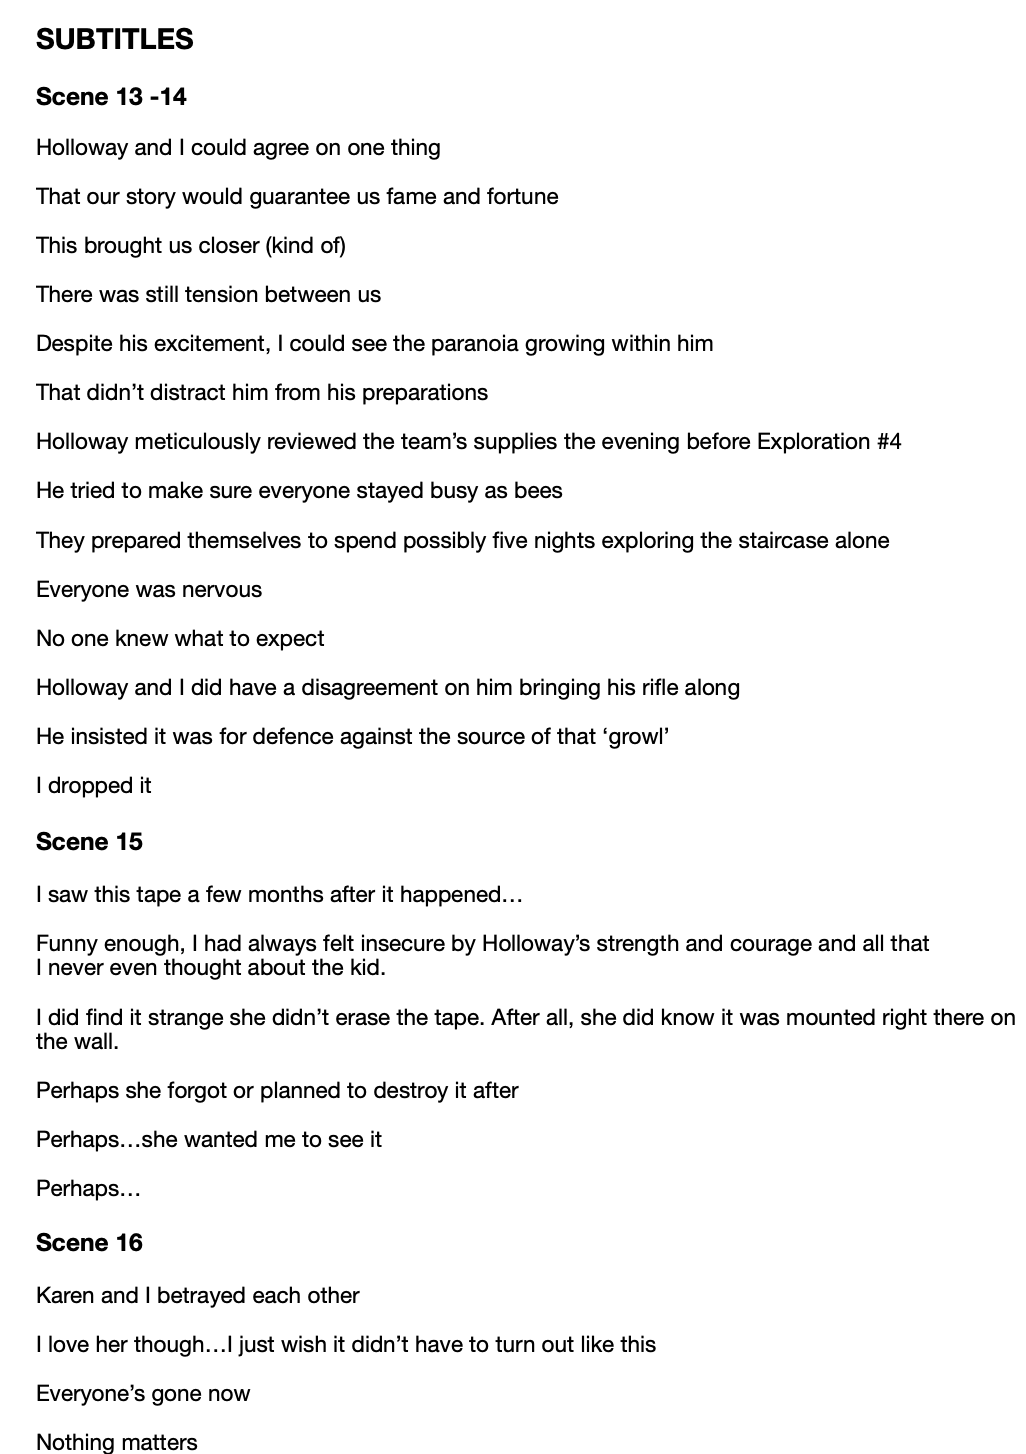 SUBTITLES
Scene 13 -14
Holloway and I could agree on one thing
That our story would guarantee us fame and fortune
This brought us closer (kind of)
There was still tension between us
Despite his excitement, I could see the paranoia growing within him
That didn’t distract him from his preparations
Holloway meticulously reviewed the team’s supplies the evening before Exploration #4
He tried to make sure everyone stayed busy as bees
They prepared themselves to spend possibly five nights exploring the staircase alone
Everyone was nervous
No one knew what to expect
Holloway and I did have a disagreement on him bringing his rifle along
He insisted it was for defence against the source of that ‘growl’
I dropped it
Scene 15
I saw this tape a few months after it happened…
Funny enough, I had always felt insecure by Holloway’s strength and courage and all that
I never even thought about the kid.
I did find it strange she didn’t erase the tape. After all, she did know it was mounted right there on
the wall.
Perhaps she forgot or planned to destroy it after
Perhaps…she wanted me to see it
Perhaps…
Scene 16
Karen and I betrayed each other
I love her though…I just wish it didn’t have to turn out like this
Everyone’s gone now
Nothing matters